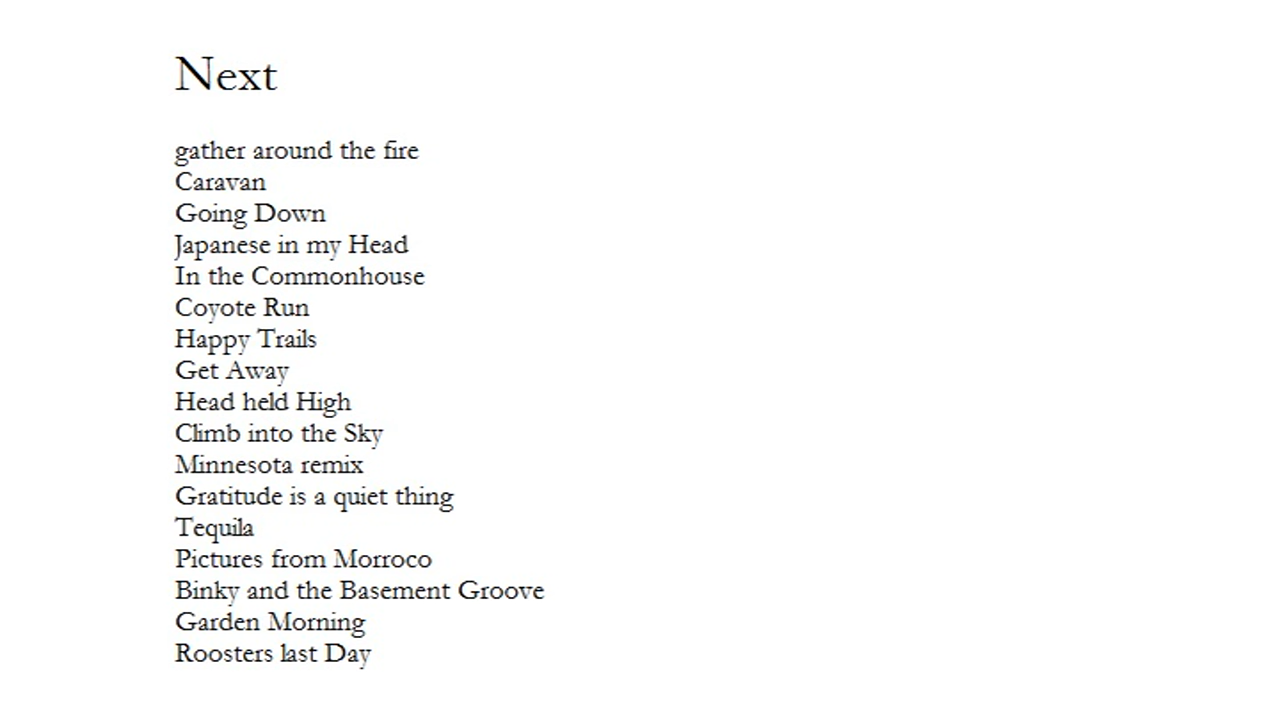 Next
gather around the fire
Caravan
Going Down
Japanese in my Head
In the Commonhouse
Coyote Run
Happy Trails
Get Away
Head held High
Climb into the Sky
Minnesota remix
Gratitude is a quiet thing
Tequila
Pictures from Morroco
Binky and the Basement Groove
Garden Morning
Roosters last Day